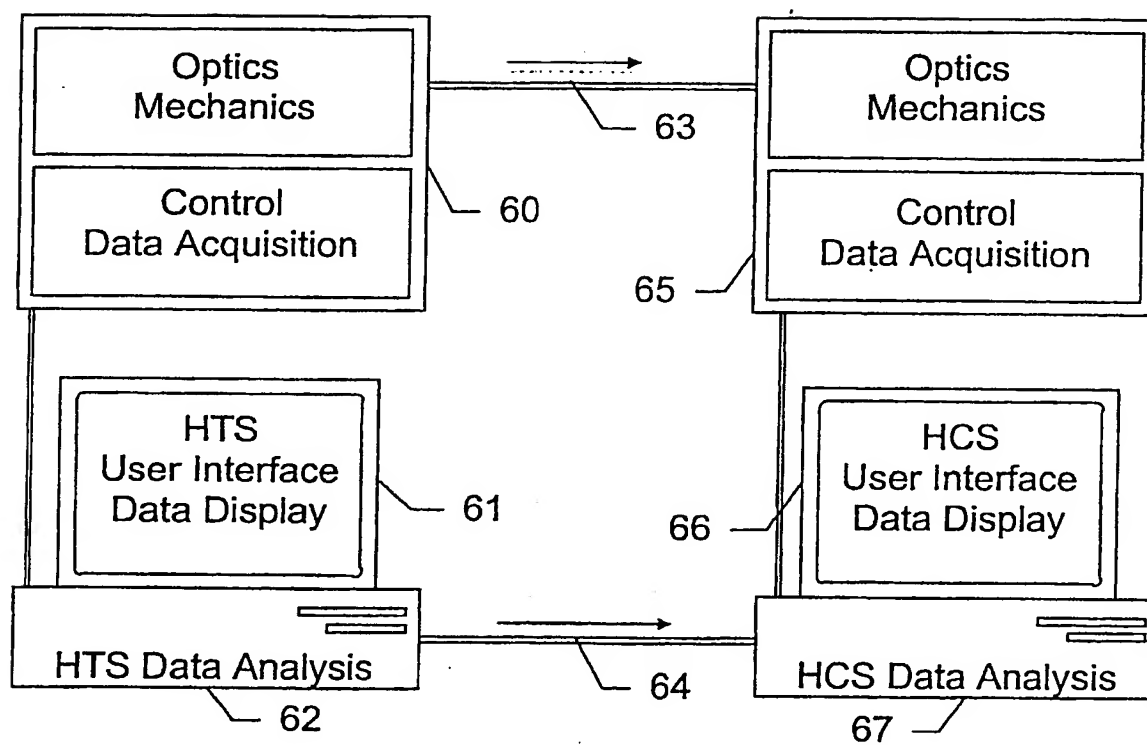 Optics
Mechanics
Control
Data Acquisition
60
63
Optics
Mechanics
Control
Data Acquisition
65
HTS
User Interface
Data Display
61
HTS Data Analysis
62
64
HCS
User Interface
Data Display
66
HCS Data Analysis
67